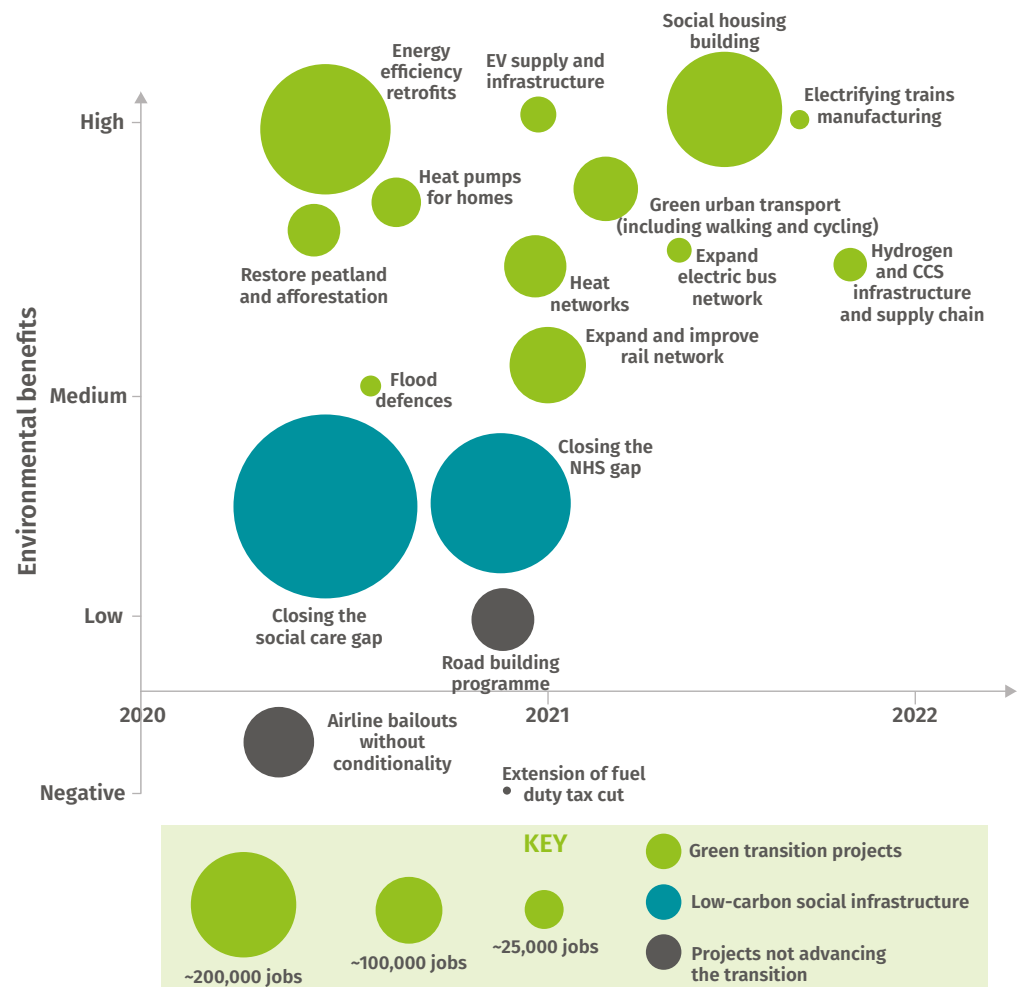 Social housing
building
Energy
efficiency
retrofits
EV supply and
infrastructure
Electrifying trains
manufacturing
High
Heat pumps
for homes
Green urban transport
(including walking and cycling)
Restore peatland
and afforestation
Heat
networks
Expand
electric bus
network
Hydrogen
and CCS
infrastructure
and supply chain
Expand and improve
rail network
Environmental benefits
Medium
Flood
defences
Closing the
NHS gap
Low
Closing the
social care gap
Road building
programme
2020
2021
2022
Airline bailouts
without
conditionality
Extension of fuel
duty tax cut
Negative
KEY
~200,000 jobs
~100,000 jobs
~25,000 jobs
Green transition projects
Low-carbon social infrastructure
Projects not advancing
the transition